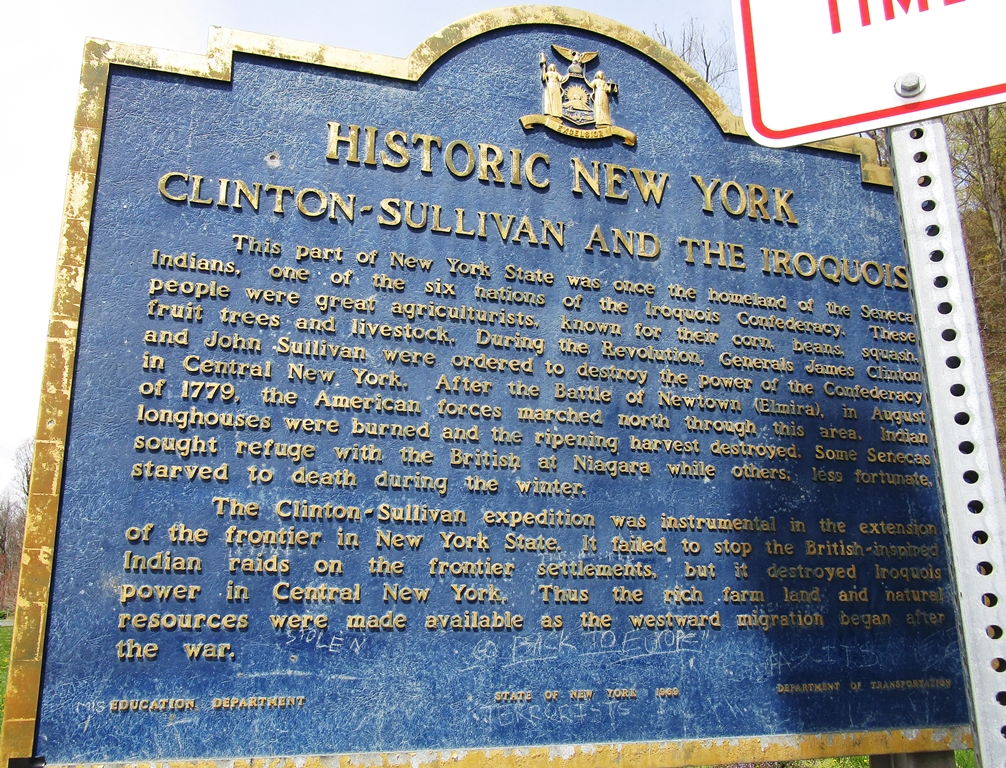 TIME
EXCELSIOR
HISTORIC NEW YORK
CLINTON-SULLIVAN AND THE IROQUOIS
This part of New York State was once the homeland of the Seneca
Indians, one of the six nations of the Iroquois Confederacy. These
people were great agriculturists, known for their corn, beans, squash,
fruit trees and livestock. During the Revolution, Generals James Clinton
and John Sullivan were ordered to destroy the power of the Confederacy
in Central New York. After the Battle of Newtown (Elmira), in August
of 1779, the American forces marched north through this area. Indian
longhouses were burned and the ripening harvest destroyed. Some Senecas
sought refuge with the British at Niagara while others, less fortunate,
starved to death during the winter.
The Clinton-Sullivan expedition was instrumental in the extension
of the frontier in New York State. It failed to stop the British-inspired
Indian raids on the frontier settlements, but it destroyed Iroquois
power in Central New York. Thus the rich farm land and natural
resources were made available as the westward migration began after
the war.
STOLEN
GO BACK TO EUROPE"
MIS EDUCATION DEPARTMENT STATE OF NEW YORK 1969 DEPARTMENT OF TRANSPORTATION
TERRORISTS